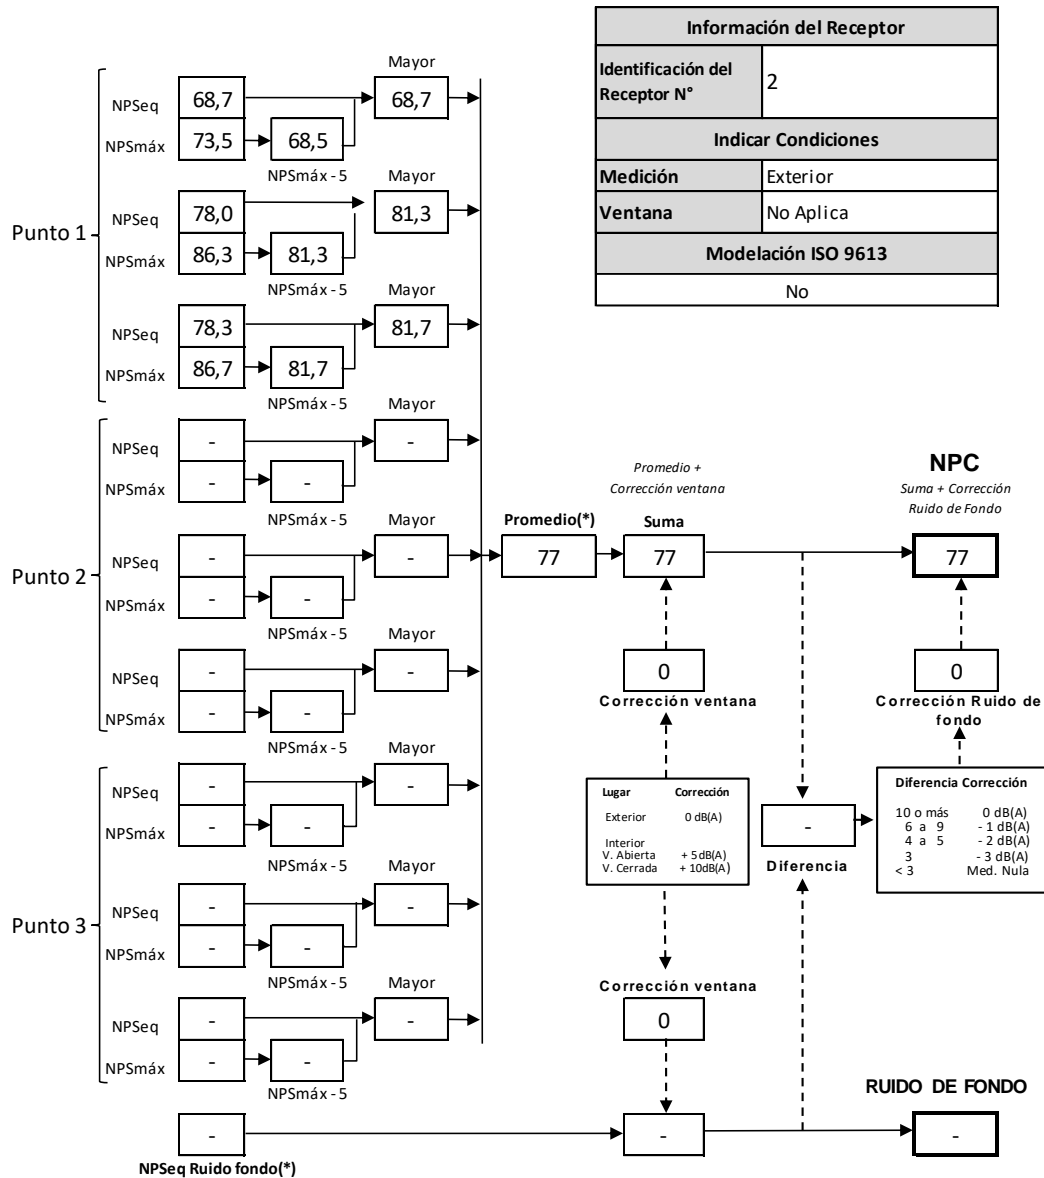 Información del Receptor
Identificación del Receptor N° 2
Indicar Condiciones
Medición Exterior
Ventana No Aplica
Modelación ISO 9613
No
Punto 1
Mayor
NPSeq 68,7 68,7
NPSmáx 73,5 68,5
NPSmáx - 5
Mayor
NPSeq 78,0 81,3
NPSmáx 86,3 81,3
NPSmáx - 5
Mayor
NPSeq 78,3 81,7
NPSmáx 86,7 81,7
NPSmáx - 5
Punto 2
Mayor
NPSeq - -
NPSmáx - -
NPSmáx - 5
Mayor
NPSeq - -
NPSmáx - -
NPSmáx - 5
Mayor
NPSeq - -
NPSmáx - -
NPSmáx - 5
Punto 3
Mayor
NPSeq - -
NPSmáx - -
NPSmáx - 5
Mayor
NPSeq - -
NPSmáx - -
NPSmáx - 5
Mayor
NPSeq - -
NPSmáx - -
NPSmáx - 5
-
NPSeq Ruido fondo(*)
Promedio(*)
77
Promedio +
Corrección ventana
Suma
77
0
Corrección ventana
Lugar Corrección
Exterior 0 dB(A)
Interior
V. Abierta + 5dB(A)
V. Cerrada + 10dB(A)
Corrección ventana
0
-
NPC
Suma + Corrección
Ruido de Fondo
77
0
Corrección Ruido de
fondo
-
Diferencia
Diferencia Corrección
10 o más 0 dB(A)
6 a 9 - 1 dB(A)
4 a 5 - 2 dB(A)
3 - 3 dB(A)
< 3 Med. Nula
RUIDO DE FONDO
-